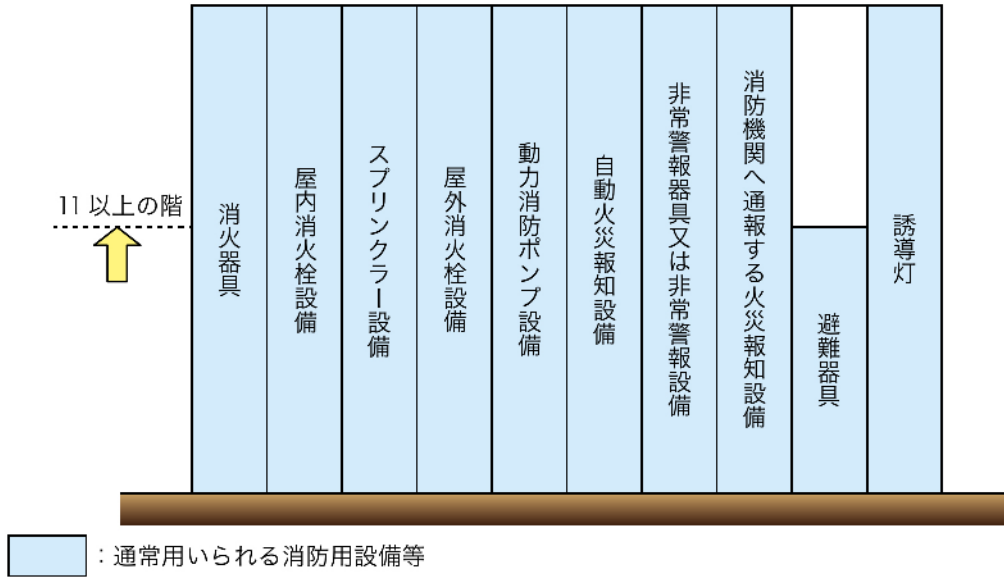 11以上の階
消火器具
屋内消火栓設備
スプリンクラー設備
屋外消火栓設備
動力消防ポンプ設備
自動火災報知設備
非常警報器具又は非常警報設備
消防機関へ通報する火災報知設備
避難器具
誘導灯
：通常用いられる消防用設備等